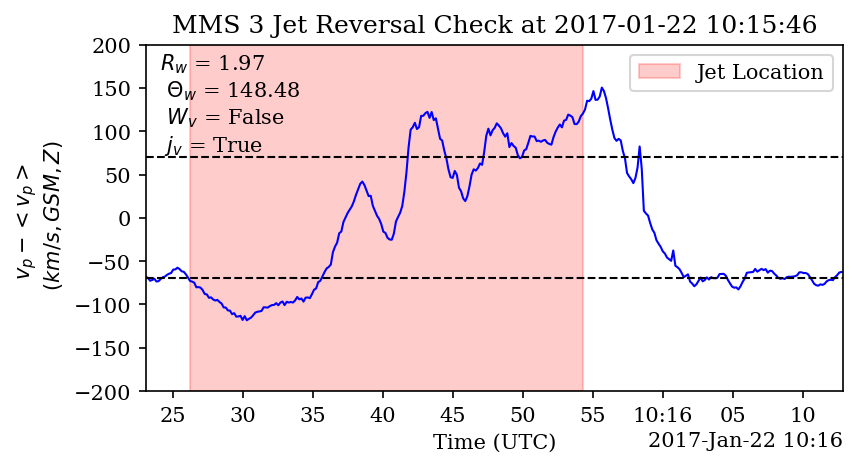 MMS 3 Jet Reversal Check at 2017-01-22 10:15:46
R_w = 1.97
Θ_w = 148.48
W_v = False
j_v = True
Jet Location
200
150
100
50
0
−50
−100
−150
−200
v_p − < v_p >
(km/s, GSM, Z)
25 30 35 40 45 50 55 10:16 05 10
Time (UTC)
2017-Jan-22 10:16